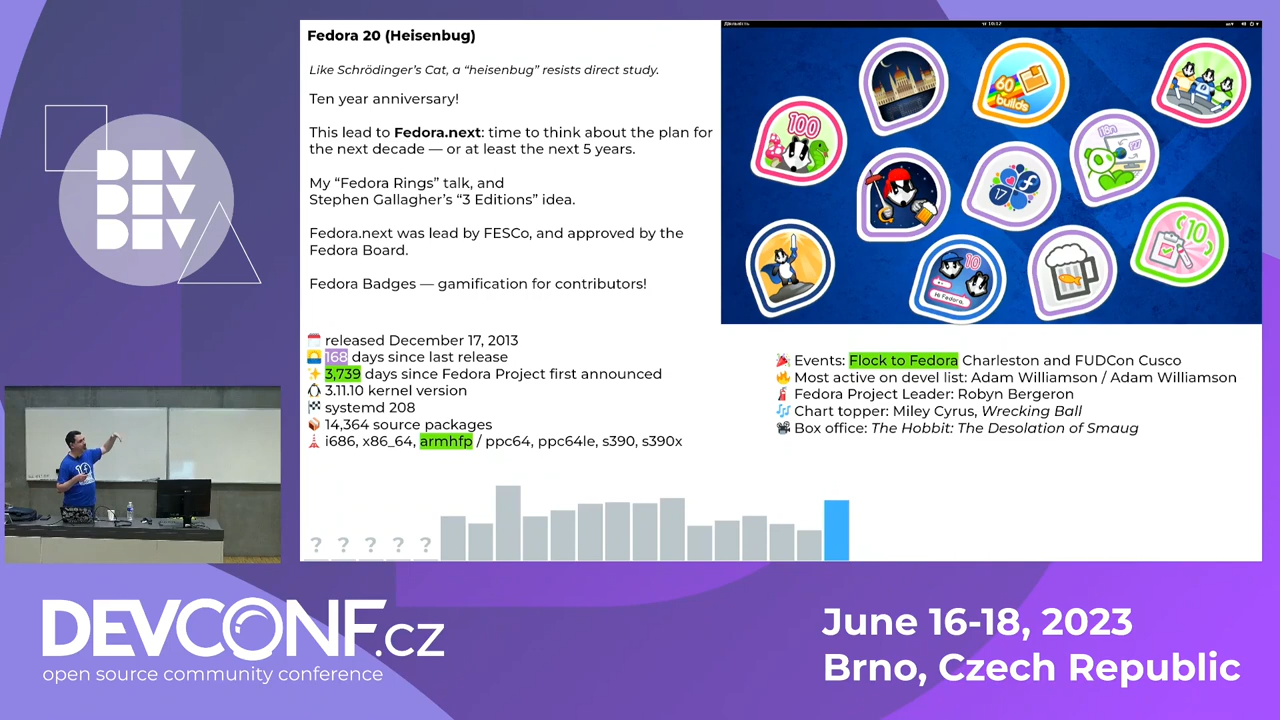 Fedora 20 (Heisenbug)
Like Schrödinger's Cat, a "heisenbug" resists direct study.
Ten year anniversary!
This lead to Fedora.next: time to think about the plan for
the next decade — or at least the next 5 years.
My "Fedora Rings" talk, and
Stephen Gallagher's "3 Editions" idea.
Fedora.next was lead by FESCo, and approved by the
Fedora Board.
Fedora Badges — gamification for contributors!
released December 17, 2013
168 days since last release
3,739 days since Fedora Project first announced
3.11.10 kernel version
systemd 208
14,364 source packages
i686, x86_64, armhfp / ppc64, ppc64le, s390, s390x
? ? ? ? ?
60
builds
100
17
10
Hi Fedora.
10
Events: Flock to Fedora Charleston and FUDCon Cusco
Most active on devel list: Adam Williamson / Adam Williamson
Fedora Project Leader: Robyn Bergeron
Chart topper: Miley Cyrus, Wrecking Ball
Box office: The Hobbit: The Desolation of Smaug
DEV
DEV
DEV
DEVCONF.cz
open source community conference
June 16-18, 2023
Brno, Czech Republic